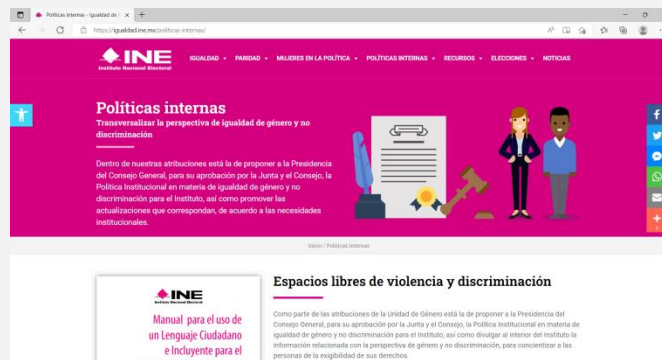 Políticas internas - Igualdad de
https://igualdad.ine.mx/politicas-internas/
INE
Instituto Nacional Electoral
IGUALDAD
PARIDAD
MUJERES EN LA POLÍTICA
POLÍTICAS INTERNAS
RECURSOS
ELECCIONES
NOTICIAS
Políticas internas
Transversalizar la perspectiva de igualdad de género y no
discriminación
Dentro de nuestras atribuciones está la de proponer a la Presidencia
del Consejo General, para su aprobación por la Junta y el Consejo, la
Política Institucional en materia de igualdad de género y no
discriminación para el Instituto, así como promover las
actualizaciones que correspondan, de acuerdo a las necesidades
institucionales.
Inicio / Políticas internas
INE
Instituto Nacional Electoral
Manual para el uso de
un Lenguaje Ciudadano
e Incluyente para el
Espacios libres de violencia y discriminación
Como parte de las atribuciones de la Unidad de Género está la de proponer a la Presidencia del
Consejo General, para su aprobación por la Junta y el Consejo, la Política Institucional en materia de
igualdad de género y no discriminación para el Instituto, así como divulgar al interior del Instituto la
información relacionada con la perspectiva de género y no discriminación, para concientizar a las
personas de la exigibilidad de sus derechos.